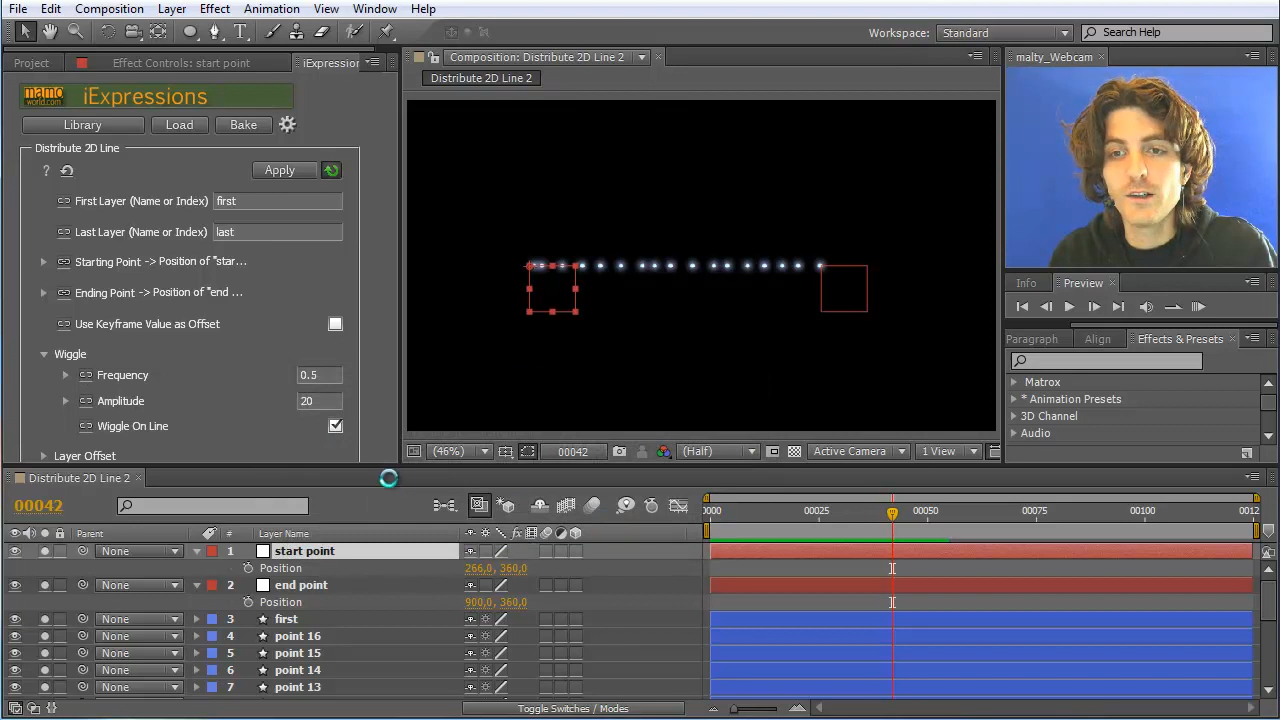 File Edit Composition Layer Effect Animation View Window Help
Workspace: Standard Search Help
Project Effect Controls: start point iExpression
Composition: Distribute 2D Line 2
malty_Webcam
Distribute 2D Line 2
mamo world.com iExpressions
Library Load Bake
Distribute 2D Line
? Apply
First Layer (Name or Index) first
Last Layer (Name or Index) last
Starting Point -> Position of "star...
Ending Point -> Position of "end ...
Use Keyframe Value as Offset
Wiggle
Frequency 0.5
Amplitude 20
Wiggle On Line
Layer Offset
Info Preview
Paragraph Align Effects & Presets
Matrox
* Animation Presets
3D Channel
Audio
(46%) 00042 (Half) Active Camera 1 View
Distribute 2D Line 2
00042
0000 00025 00050 00075 00100 0012
Parent # Layer Name
None 1 start point
Position 266,0, 360,0
None 2 end point
Position 900,0, 360,0
None 3 first
None 4 point 16
None 5 point 15
None 6 point 14
None 7 point 13
Toggle Switches / Modes